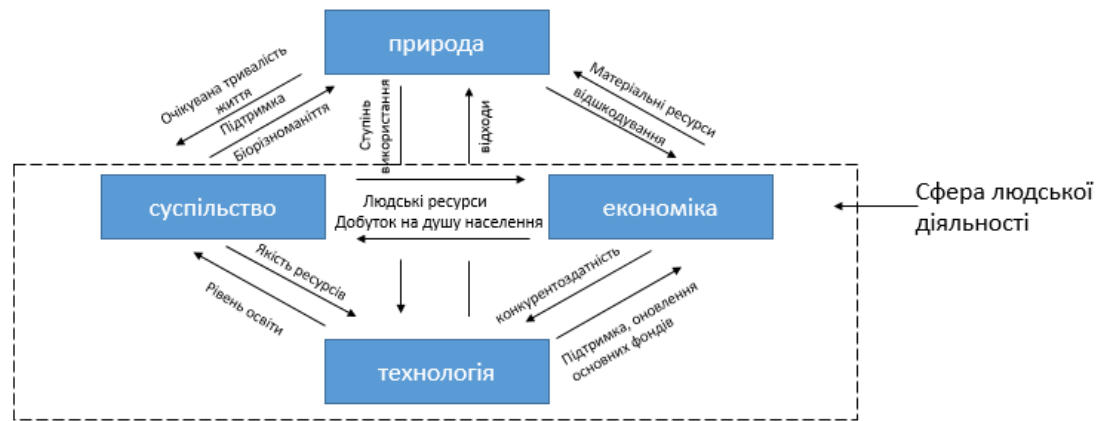 природа
Очікувана тривалість
життя
Підтримка
Біорізноманіття
Ступінь
використання
відходи
Матеріальні ресурси
відшкодування
суспільство
Людські ресурси
Добуток на душу населення
економіка
Сфера людської
діяльності
Якість ресурсів
Рівень освіти
конкурентоздатність
Підтримка, оновлення
основних фондів
технологія